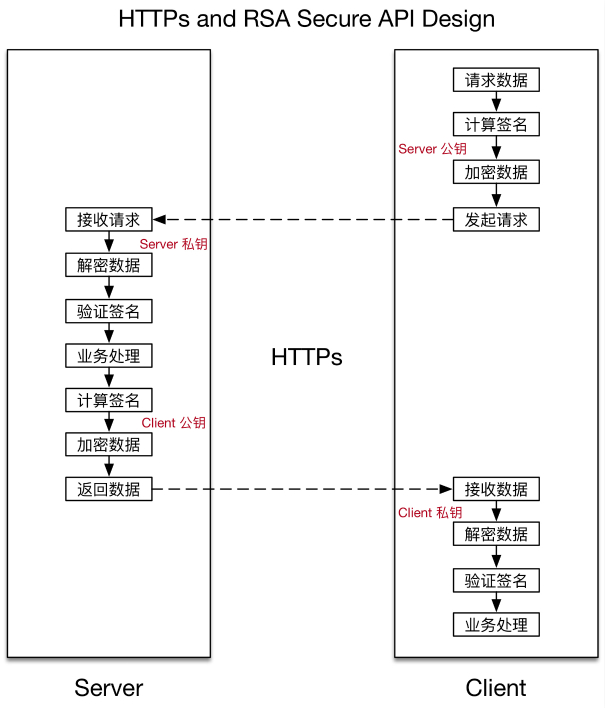 HTTPs and RSA Secure API Design
请求数据
计算签名
Server 公钥
加密数据
发起请求
接收请求
Server 私钥
解密数据
验证签名
业务处理
计算签名
Client 公钥
加密数据
返回数据
HTTPs
接收数据
Client 私钥
解密数据
验证签名
业务处理
Server
Client